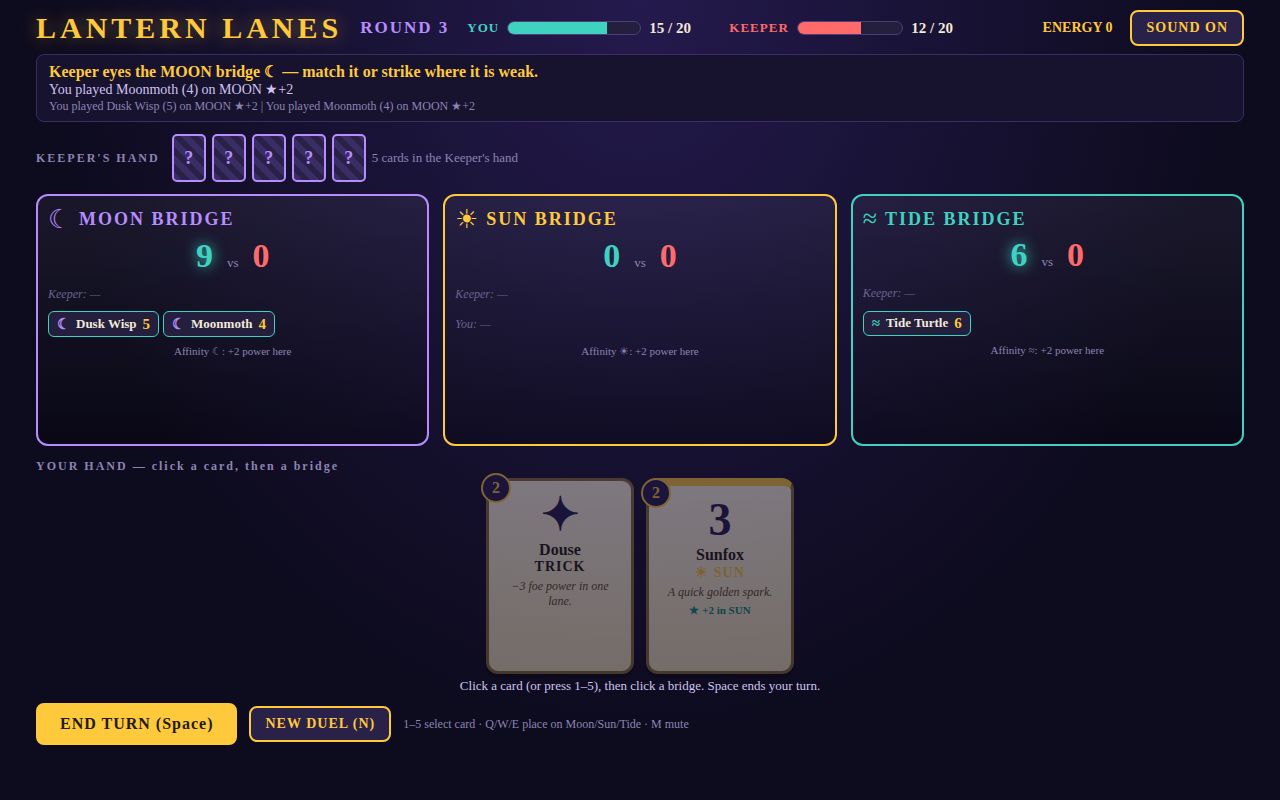 LANTERN LANES ROUND 3 YOU 15 / 20 KEEPER 12 / 20 ENERGY 0 SOUND ON
Keeper eyes the MOON bridge ☾ — match it or strike where it is weak.
You played Moonmoth (4) on MOON ★+2
You played Dusk Wisp (5) on MOON ★+2 | You played Moonmoth (4) on MOON ★+2
KEEPER'S HAND ? ? ? ? ? 5 cards in the Keeper's hand
☾ MOON BRIDGE
9 vs 0
Keeper: —
☾ Dusk Wisp 5 ☾ Moonmoth 4
Affinity ☾: +2 power here
☀ SUN BRIDGE
0 vs 0
Keeper: —
You: —
Affinity ☀: +2 power here
≈ TIDE BRIDGE
6 vs 0
Keeper: —
≈ Tide Turtle 6
Affinity ≈: +2 power here
YOUR HAND — click a card, then a bridge
2
✦
Douse
TRICK
−3 foe power in one
lane.
2
3
Sunfox
☀ SUN
A quick golden spark.
★ +2 in SUN
Click a card (or press 1–5), then click a bridge. Space ends your turn.
END TURN (Space) NEW DUEL (N) 1–5 select card · Q/W/E place on Moon/Sun/Tide · M mute